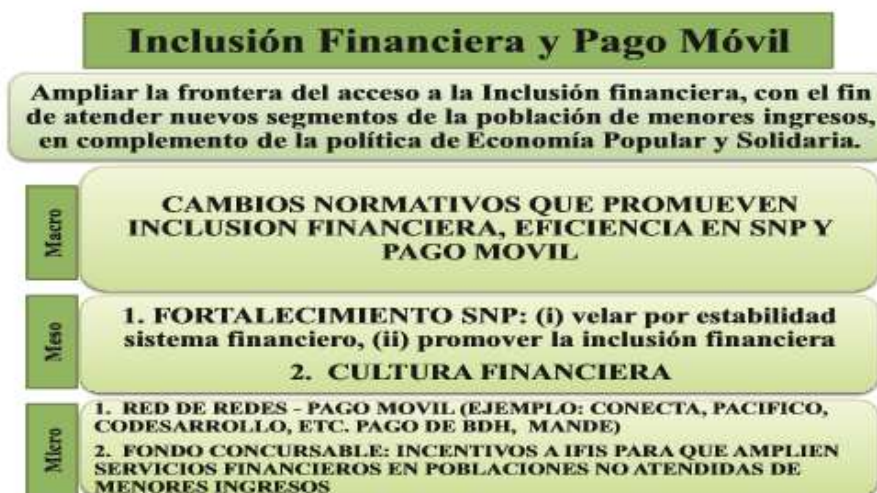 Inclusión Financiera y Pago Móvil
Ampliar la frontera del acceso a la Inclusión financiera, con el fin
de atender nuevos segmentos de la población de menores ingresos,
en complemento de la política de Economía Popular y Solidaria.
Macro
CAMBIOS NORMATIVOS QUE PROMUEVEN
INCLUSION FINANCIERA, EFICIENCIA EN SNP Y
PAGO MOVIL
Meso
1. FORTALECIMIENTO SNP: (i) velar por estabilidad
sistema financiero, (ii) promover la inclusión financiera
2. CULTURA FINANCIERA
Micro
1. RED DE REDES - PAGO MOVIL (EJEMPLO: CONECTA, PACIFICO,
CODESARROLLO, ETC. PAGO DE BDH, MANDE)
2. FONDO CONCURSABLE: INCENTIVOS A IFIS PARA QUE AMPLIEN
SERVICIOS FINANCIEROS EN POBLACIONES NO ATENDIDAS DE
MENORES INGRESOS